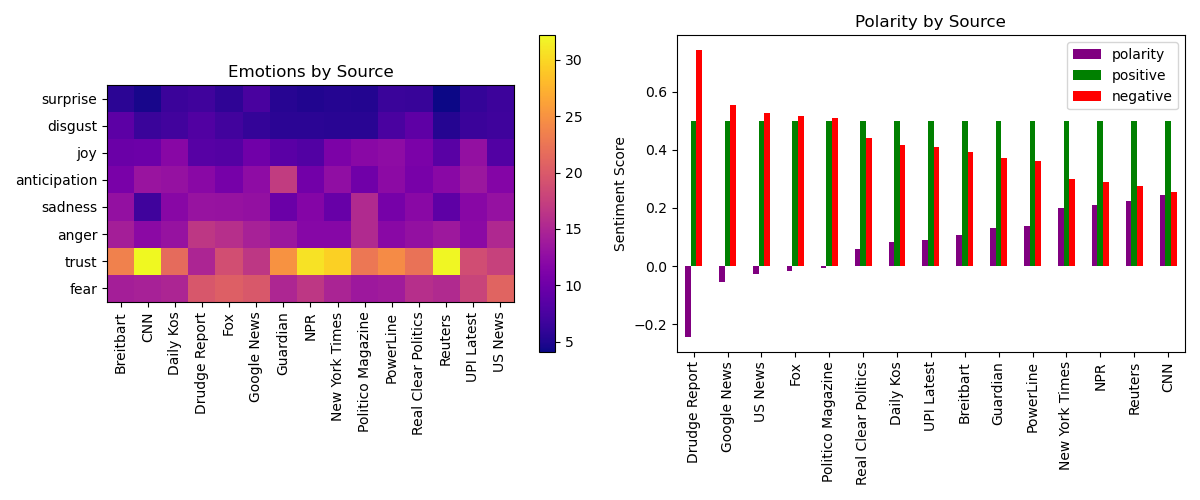 Emotions by Source
surprise
disgust
joy
anticipation
sadness
anger
trust
fear
Breitbart
CNN
Daily Kos
Drudge Report
Fox
Google News
Guardian
NPR
New York Times
Politico Magazine
PowerLine
Real Clear Politics
Reuters
UPI Latest
US News
30
25
20
15
10
5
Polarity by Source
polarity
positive
negative
Sentiment Score
0.6
0.4
0.2
0.0
−0.2
Drudge Report
Google News
US News
Fox
Politico Magazine
Real Clear Politics
Daily Kos
UPI Latest
Breitbart
Guardian
PowerLine
New York Times
NPR
Reuters
CNN